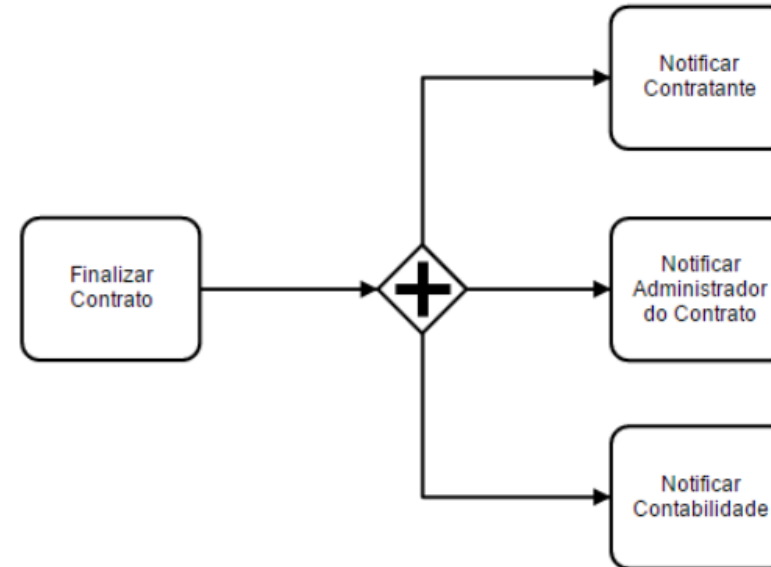 Notificar
Contratante
Finalizar
Contrato
Notificar
Administrador
do Contrato
Notificar
Contabilidade